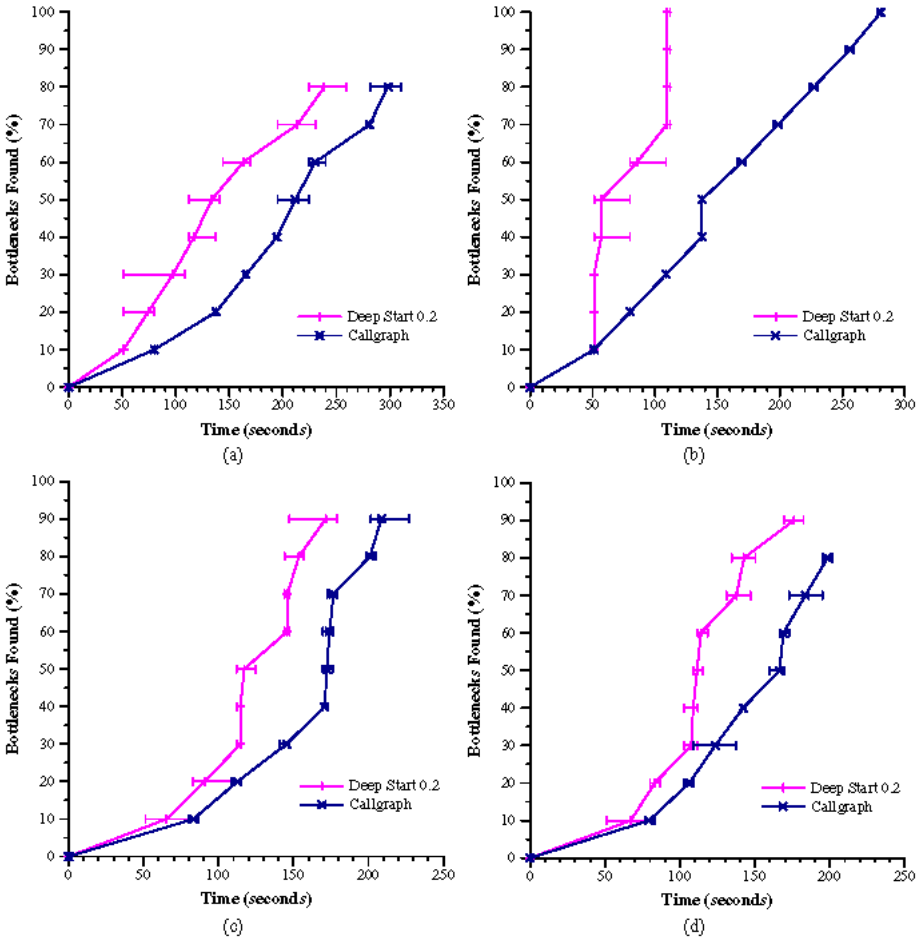 100
90
80
70
60
50
40
30
20
10
0
Bottlenecks Found (%)
Deep Start 0.2
Callgraph
0 50 100 150 200 250 300 350
Time (seconds)
(a)
100
90
80
70
60
50
40
30
20
10
0
Bottlenecks Found (%)
Deep Start 0.2
Callgraph
0 50 100 150 200 250 300
Time (seconds)
(b)
100
90
80
70
60
50
40
30
20
10
0
Bottlenecks Found (%)
Deep Start 0.2
Callgraph
0 50 100 150 200 250
Time (seconds)
(c)
100
90
80
70
60
50
40
30
20
10
0
Bottlenecks Found (%)
Deep Start 0.2
Callgraph
0 50 100 150 200 250
Time (seconds)
(d)